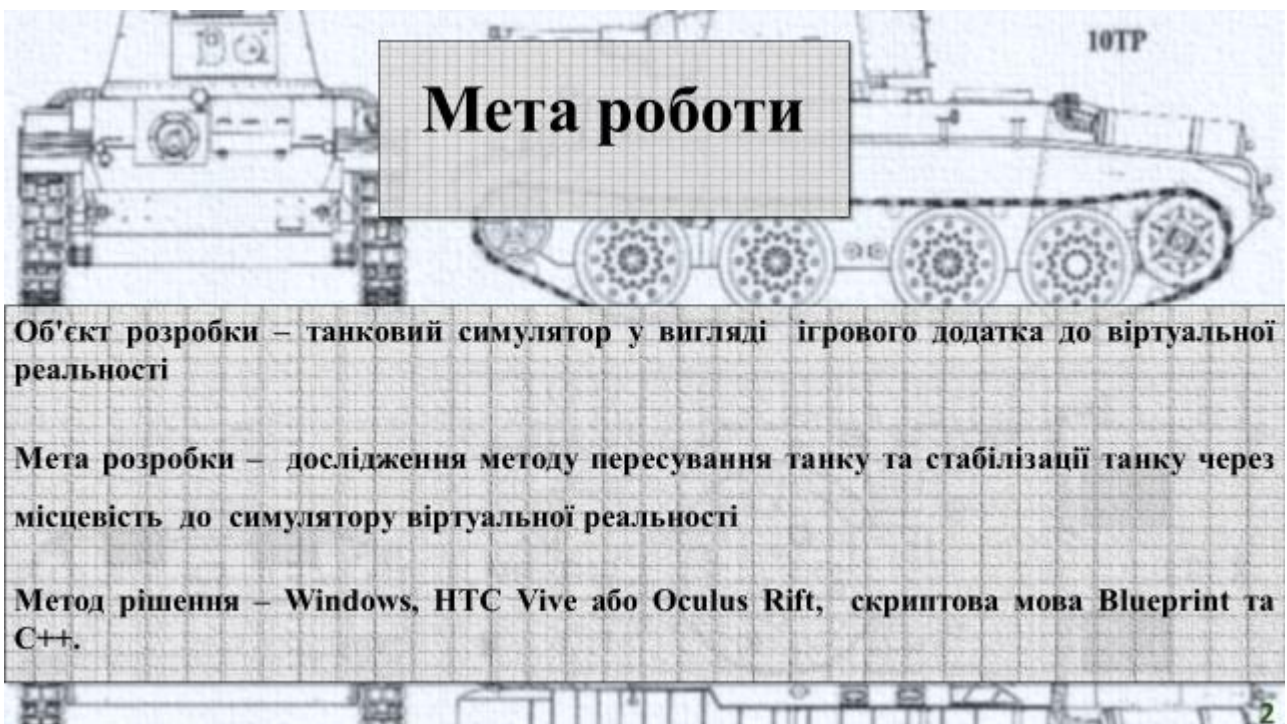 10TP
Мета роботи
Об'єкт розробки – танковий симулятор у вигляді ігрового додатка до віртуальної
реальності
Мета розробки – дослідження методу пересування танку та стабілізації танку через
місцевість до симулятору віртуальної реальності
Метод рішення – Windows, HTC Vive або Oculus Rift, скриптова мова Blueprint та
C++.
2